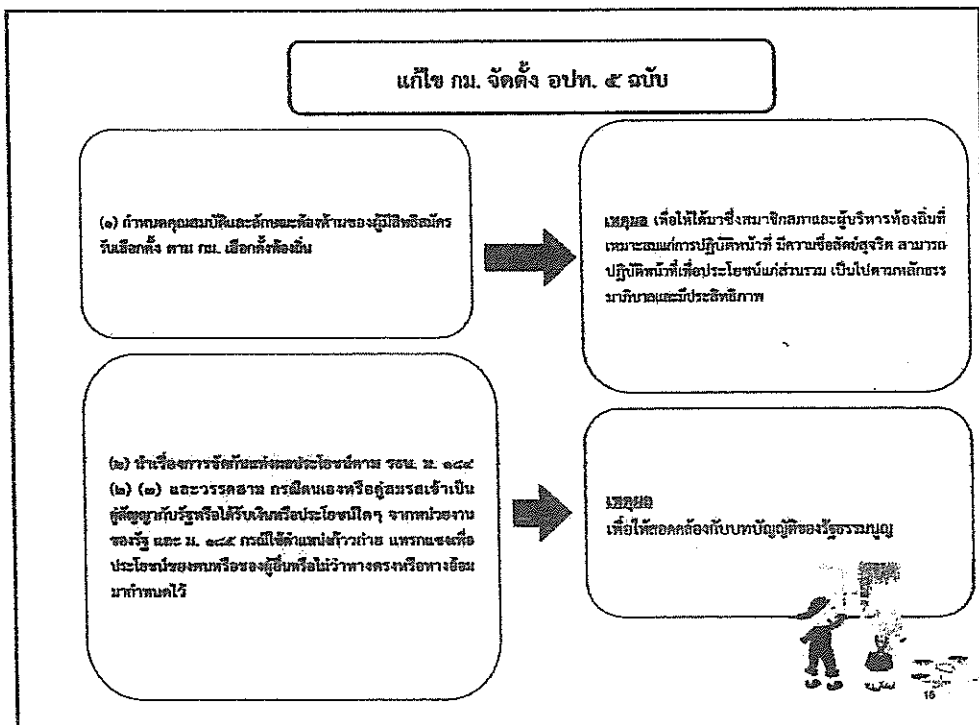 แก้ไข กม. จัดตั้ง อปท. ๕ ฉบับ
(๑) กำหนดคุณสมบัติและลักษณะต้องห้ามของผู้มีสิทธิสมัคร
รับเลือกตั้ง ตาม กม. เลือกตั้งท้องถิ่น
เหตุผล เพื่อให้ได้มาซึ่งสมาชิกสภาและผู้บริหารท้องถิ่นที่
เหมาะสมแก่การปฏิบัติหน้าที่ มีความซื่อสัตย์สุจริต สามารถ
ปฏิบัติหน้าที่เพื่อประโยชน์แก่ส่วนรวม เป็นไปตามหลักธรร
มาภิบาลและมีประสิทธิภาพ
(๒) นำเรื่องการขัดกันแห่งผลประโยชน์ตาม รธน. ม. ๑๘๔
(๒) (๓) และวรรคสาม กรณีตนเองหรือคู่สมรสเข้าเป็น
คู่สัญญากับรัฐหรือได้รับเงินหรือประโยชน์ใดๆ จากหน่วยงาน
ของรัฐ และ ม. ๑๘๕ กรณีใช้ตำแหน่งก้าวก่าย แทรกแซงเพื่อ
ประโยชน์ของตนหรือของผู้อื่นหรือไม่ว่าทางตรงหรือทางอ้อม
มากำหนดไว้
เหตุผล
เพื่อให้สอดคล้องกับบทบัญญัติของรัฐธรรมนูญ
16